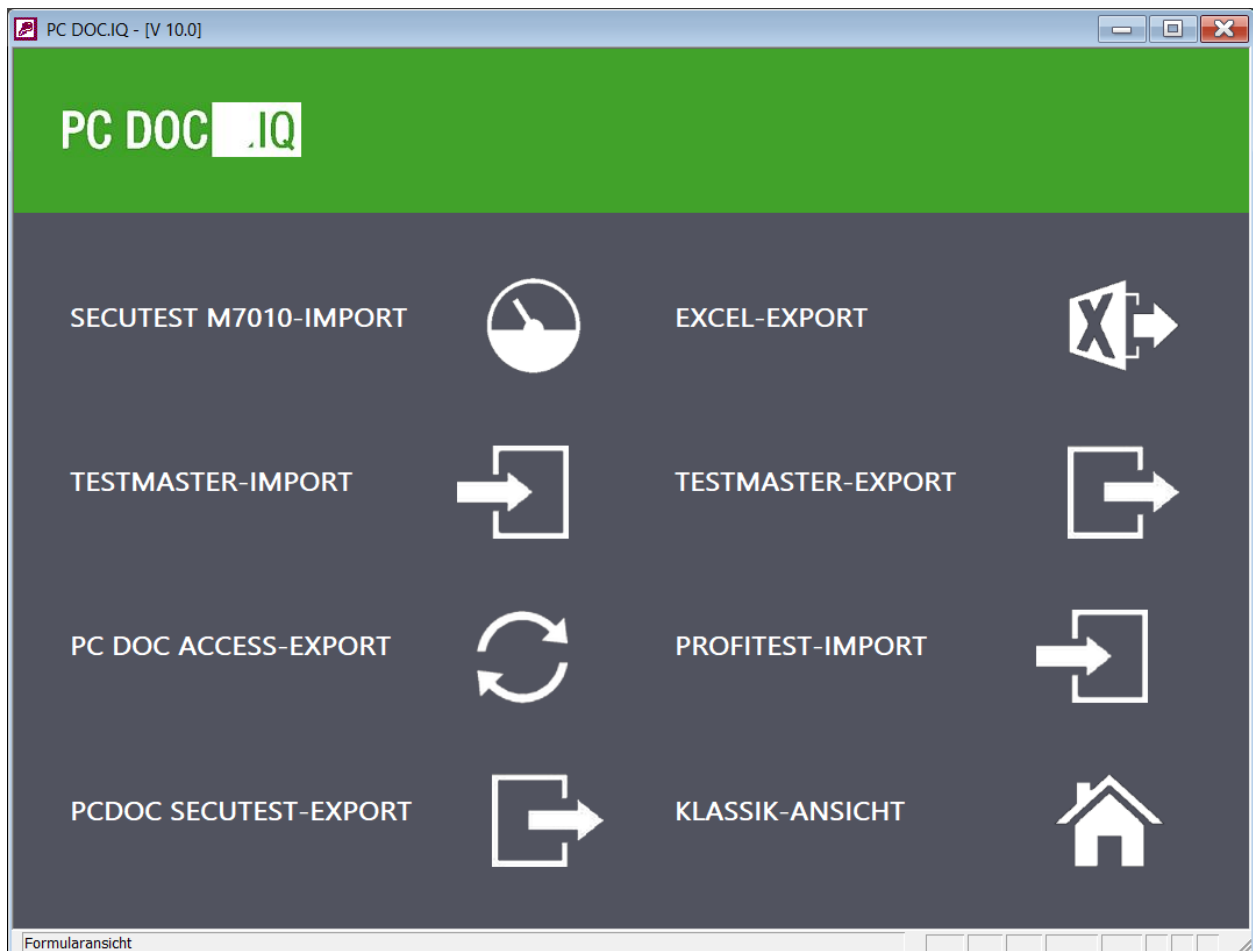 PC DOC.IQ - [V 10.0]
PC DOC .IQ
SECUTEST M7010-IMPORT
EXCEL-EXPORT
TESTMASTER-IMPORT
TESTMASTER-EXPORT
PC DOC ACCESS-EXPORT
PROFITEST-IMPORT
PCDOC SECUTEST-EXPORT
KLASSIK-ANSICHT
Formularansicht